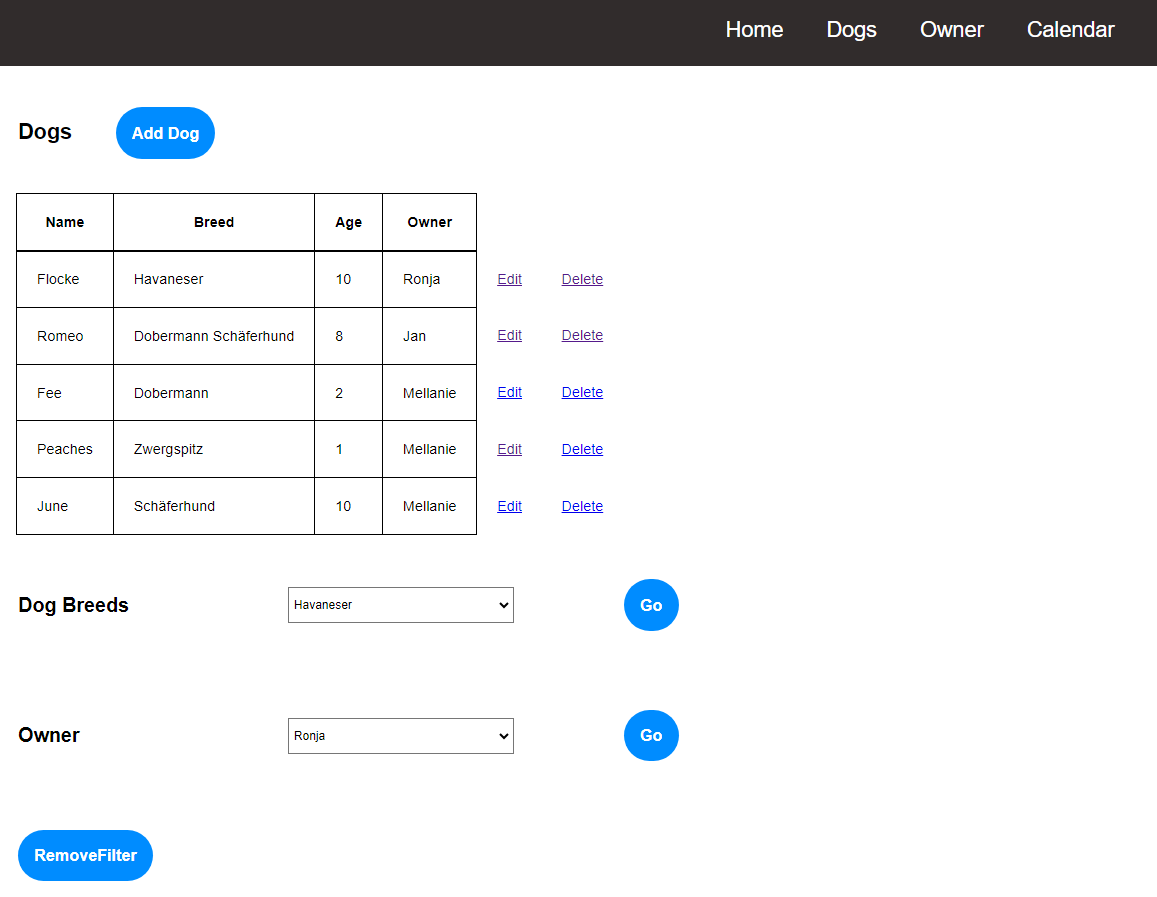 Home Dogs Owner Calendar
Dogs Add Dog
Name Breed Age Owner
Flocke Havaneser 10 Ronja Edit Delete
Romeo Dobermann Schäferhund 8 Jan Edit Delete
Fee Dobermann 2 Mellanie Edit Delete
Peaches Zwergspitz 1 Mellanie Edit Delete
June Schäferhund 10 Mellanie Edit Delete
Dog Breeds Havaneser Go
Owner Ronja Go
RemoveFilter